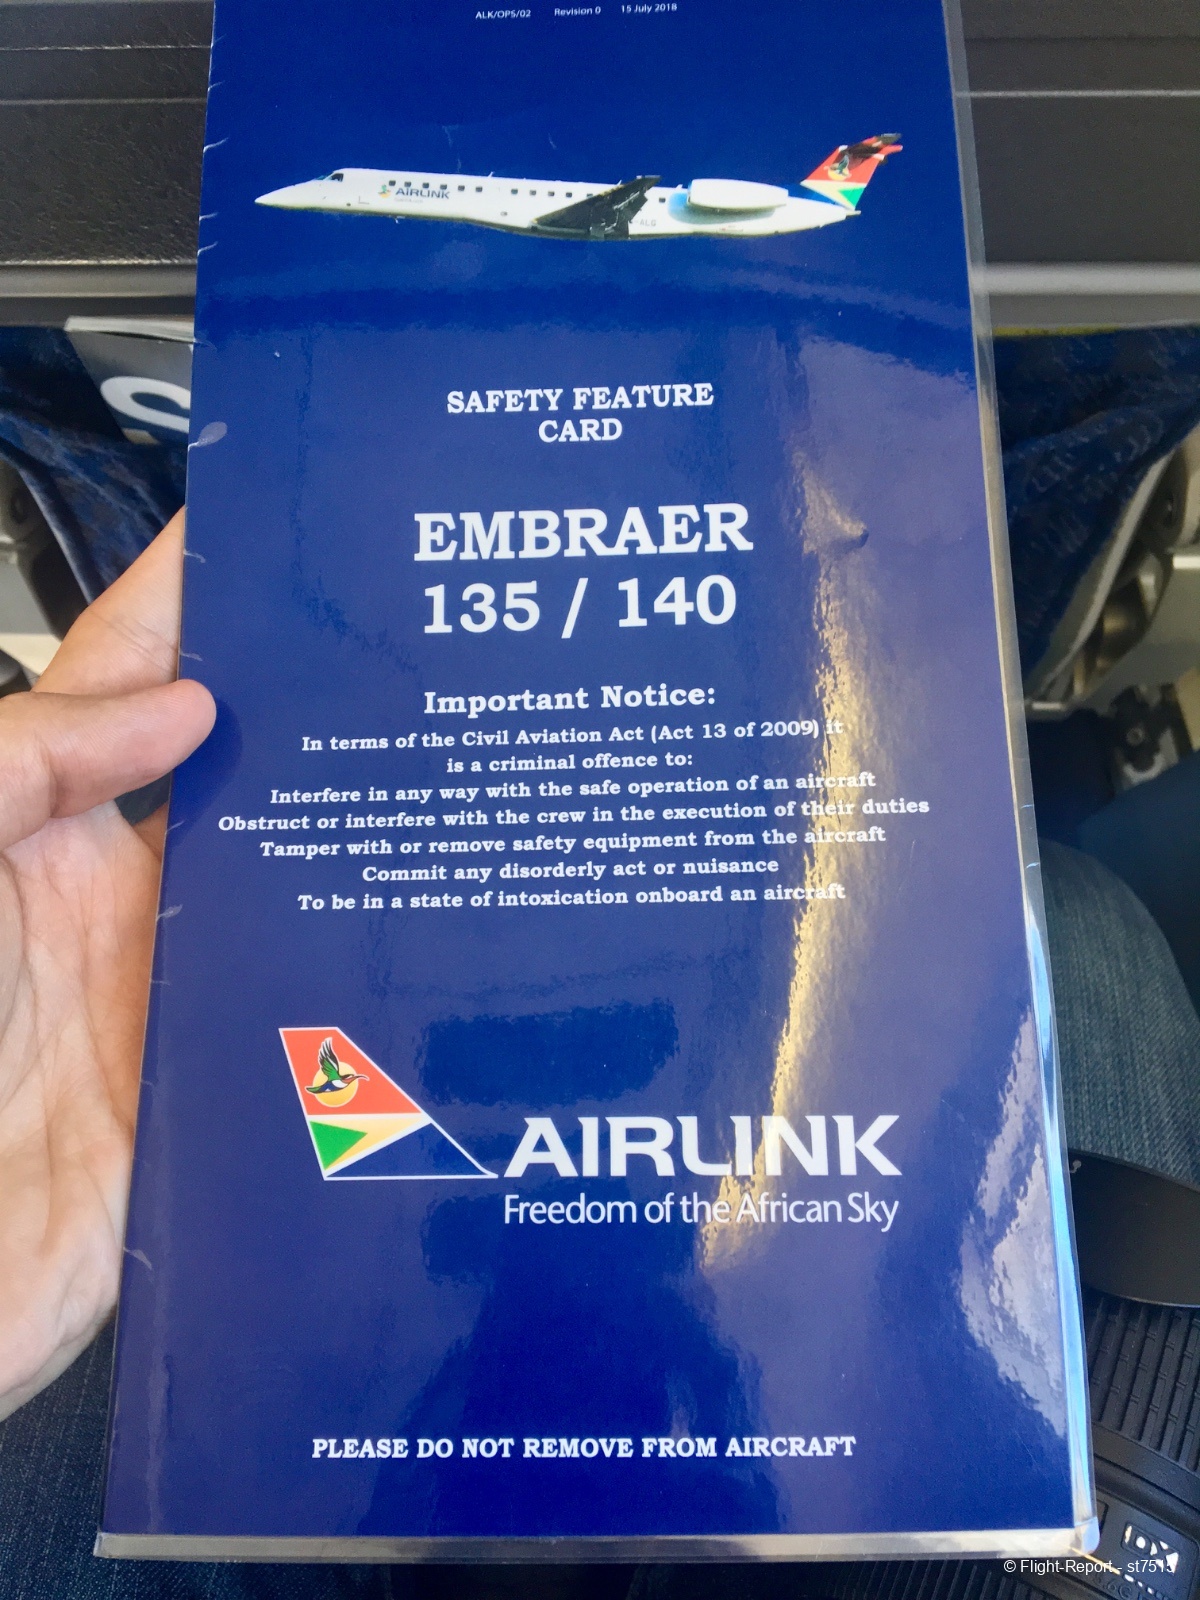 ALK/OPS/02 Revision 0 15 July 2018
AIRLINK
SAFETY FEATURE
CARD
EMBRAER
135 / 140
Important Notice:
In terms of the Civil Aviation Act (Act 13 of 2009) it
is a criminal offence to:
Interfere in any way with the safe operation of an aircraft
Obstruct or interfere with the crew in the execution of their duties
Tamper with or remove safety equipment from the aircraft
Commit any disorderly act or nuisance
To be in a state of intoxication onboard an aircraft
AIRLINK
Freedom of the African Sky
PLEASE DO NOT REMOVE FROM AIRCRAFT
DX
© Flight-Report - st7513